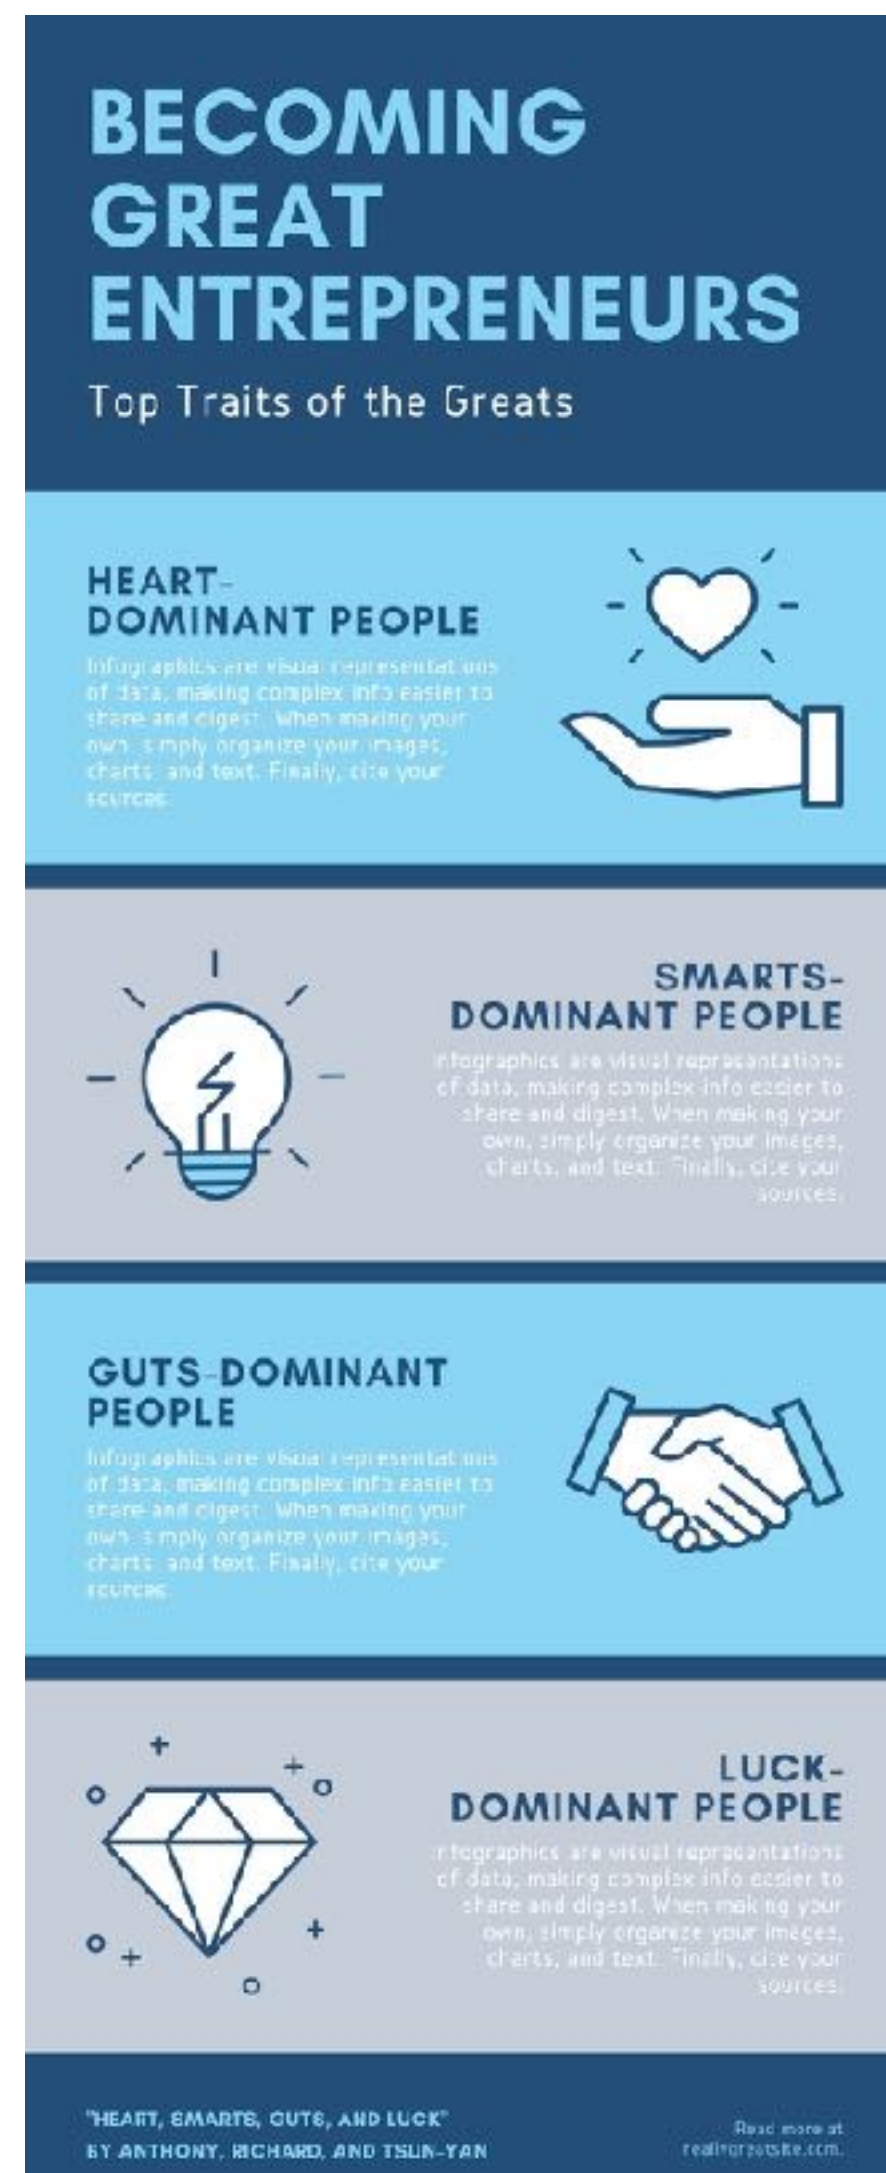 BECOMING
GREAT
ENTREPRENEURS
Top Traits of the Greats
HEART-
DOMINANT PEOPLE
Infographics are visual representations
of data, making complex info easier to
share and digest. When making your
own, simply organize your images,
charts, and text. Finally, cite your
sources.
SMARTS-
DOMINANT PEOPLE
Infographics are visual representations
of data, making complex info easier to
share and digest. When making your
own, simply organize your images,
charts, and text. Finally, cite your
sources.
GUTS-DOMINANT
PEOPLE
Infographics are visual representations
of data, making complex info easier to
share and digest. When making your
own, simply organize your images,
charts, and text. Finally, cite your
sources.
LUCK-
DOMINANT PEOPLE
Infographics are visual representations
of data, making complex info easier to
share and digest. When making your
own, simply organize your images,
charts, and text. Finally, cite your
sources.
"HEART, SMARTS, GUTS, AND LUCK"
BY ANTHONY, RICHARD, AND TSUN-YAN
Read more at
reallygreatsite.com.